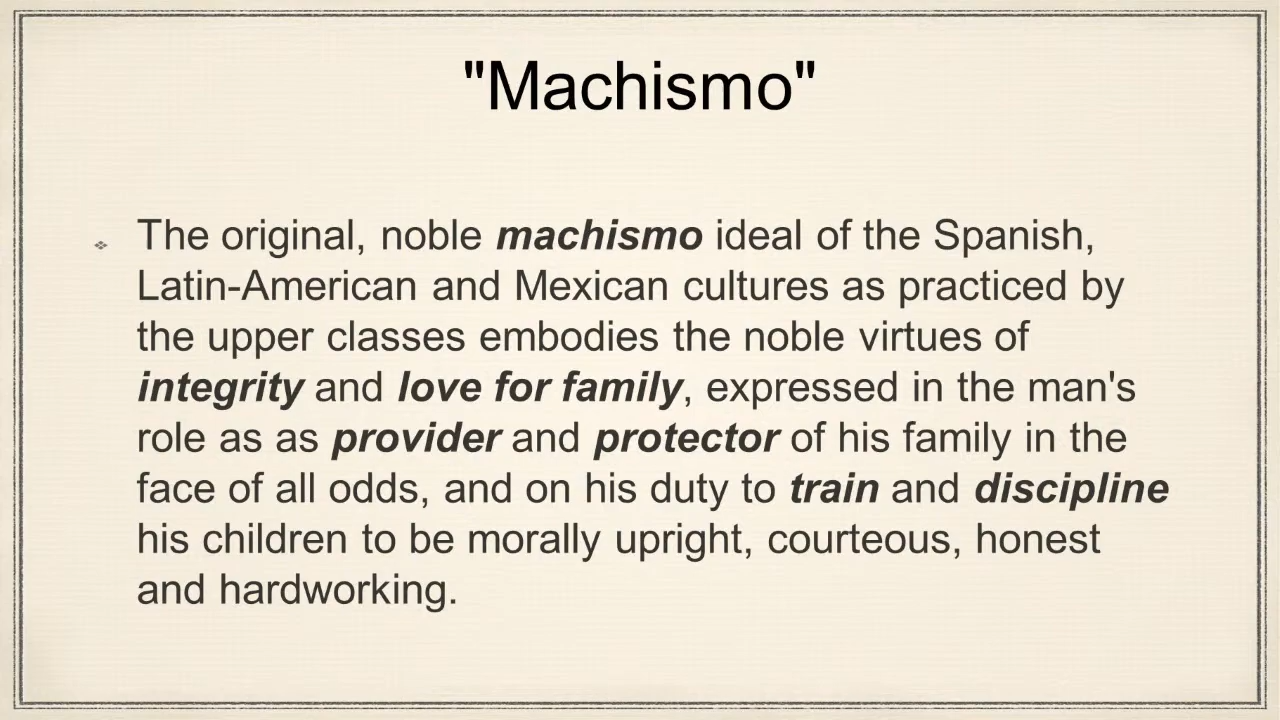 "Machismo"
The original, noble machismo ideal of the Spanish,
Latin-American and Mexican cultures as practiced by
the upper classes embodies the noble virtues of
integrity and love for family, expressed in the man's
role as as provider and protector of his family in the
face of all odds, and on his duty to train and discipline
his children to be morally upright, courteous, honest
and hardworking.